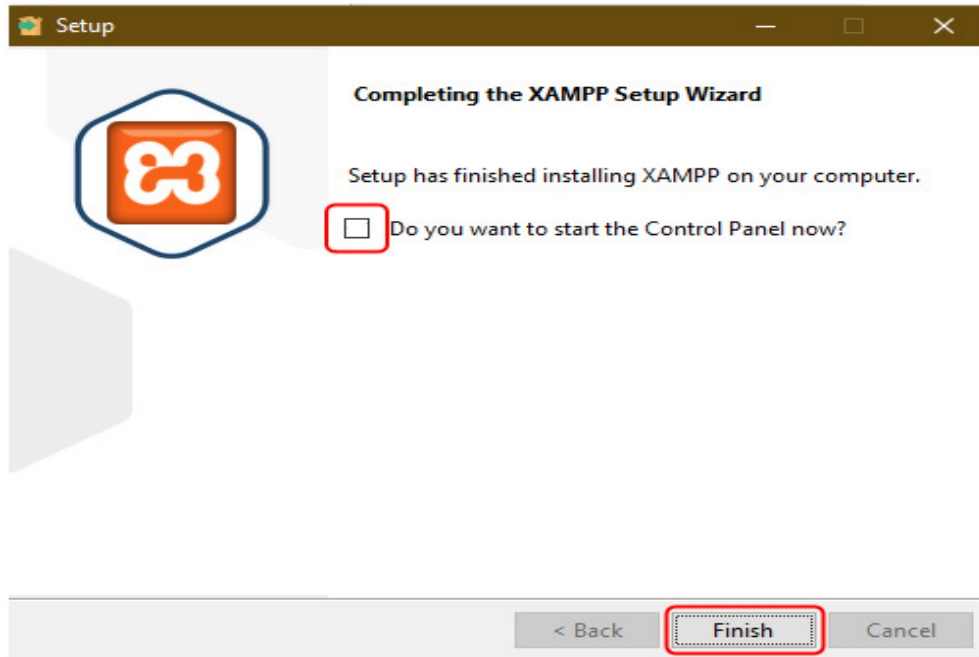 Setup
Completing the XAMPP Setup Wizard
Setup has finished installing XAMPP on your computer.
Do you want to start the Control Panel now?
< Back
Finish
Cancel